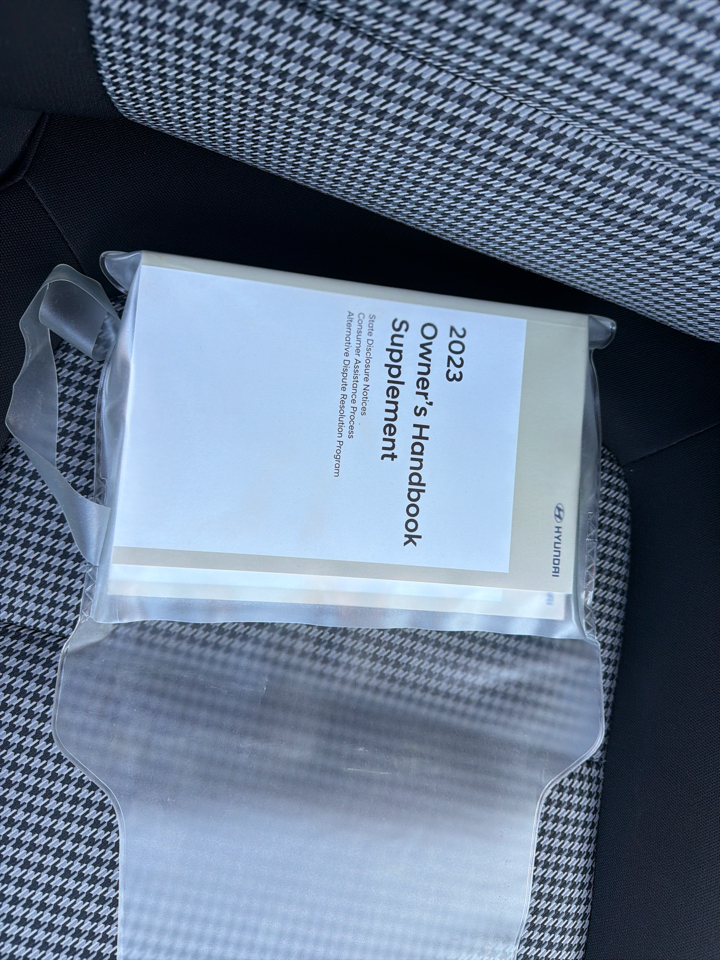 2023
Owner's Handbook
Supplement
State Disclosure Notices
Consumer Assistance Process
Alternative Dispute Resolution Program
HYUNDAI